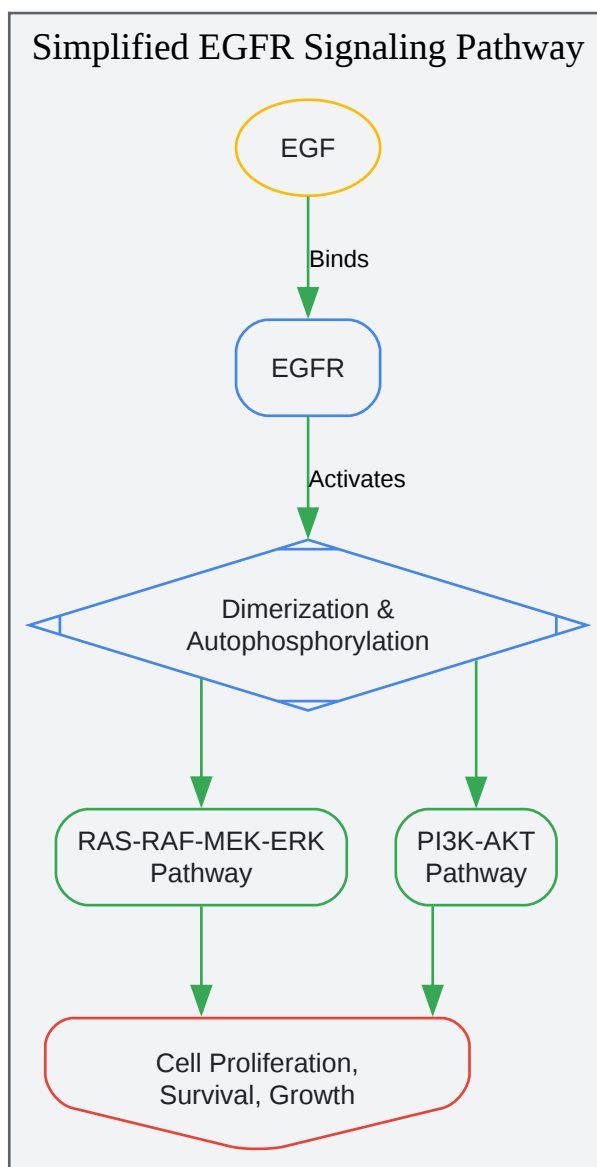 Simplified EGFR Signaling Pathway
EGF
Binds
EGFR
Activates
Dimerization &
Autophosphorylation
RAS-RAF-MEK-ERK
Pathway
PI3K-AKT
Pathway
Cell Proliferation,
Survival, Growth